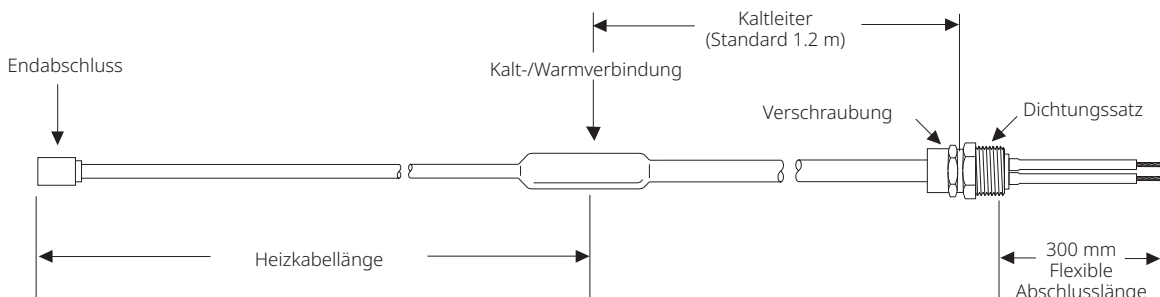 Kaltleiter
(Standard 1.2 m)
Endabschluss
Kalt-/Warmverbindung
Verschraubung
Dichtungssatz
Heizkabellänge
300 mm
Flexible
Abschlusslänge